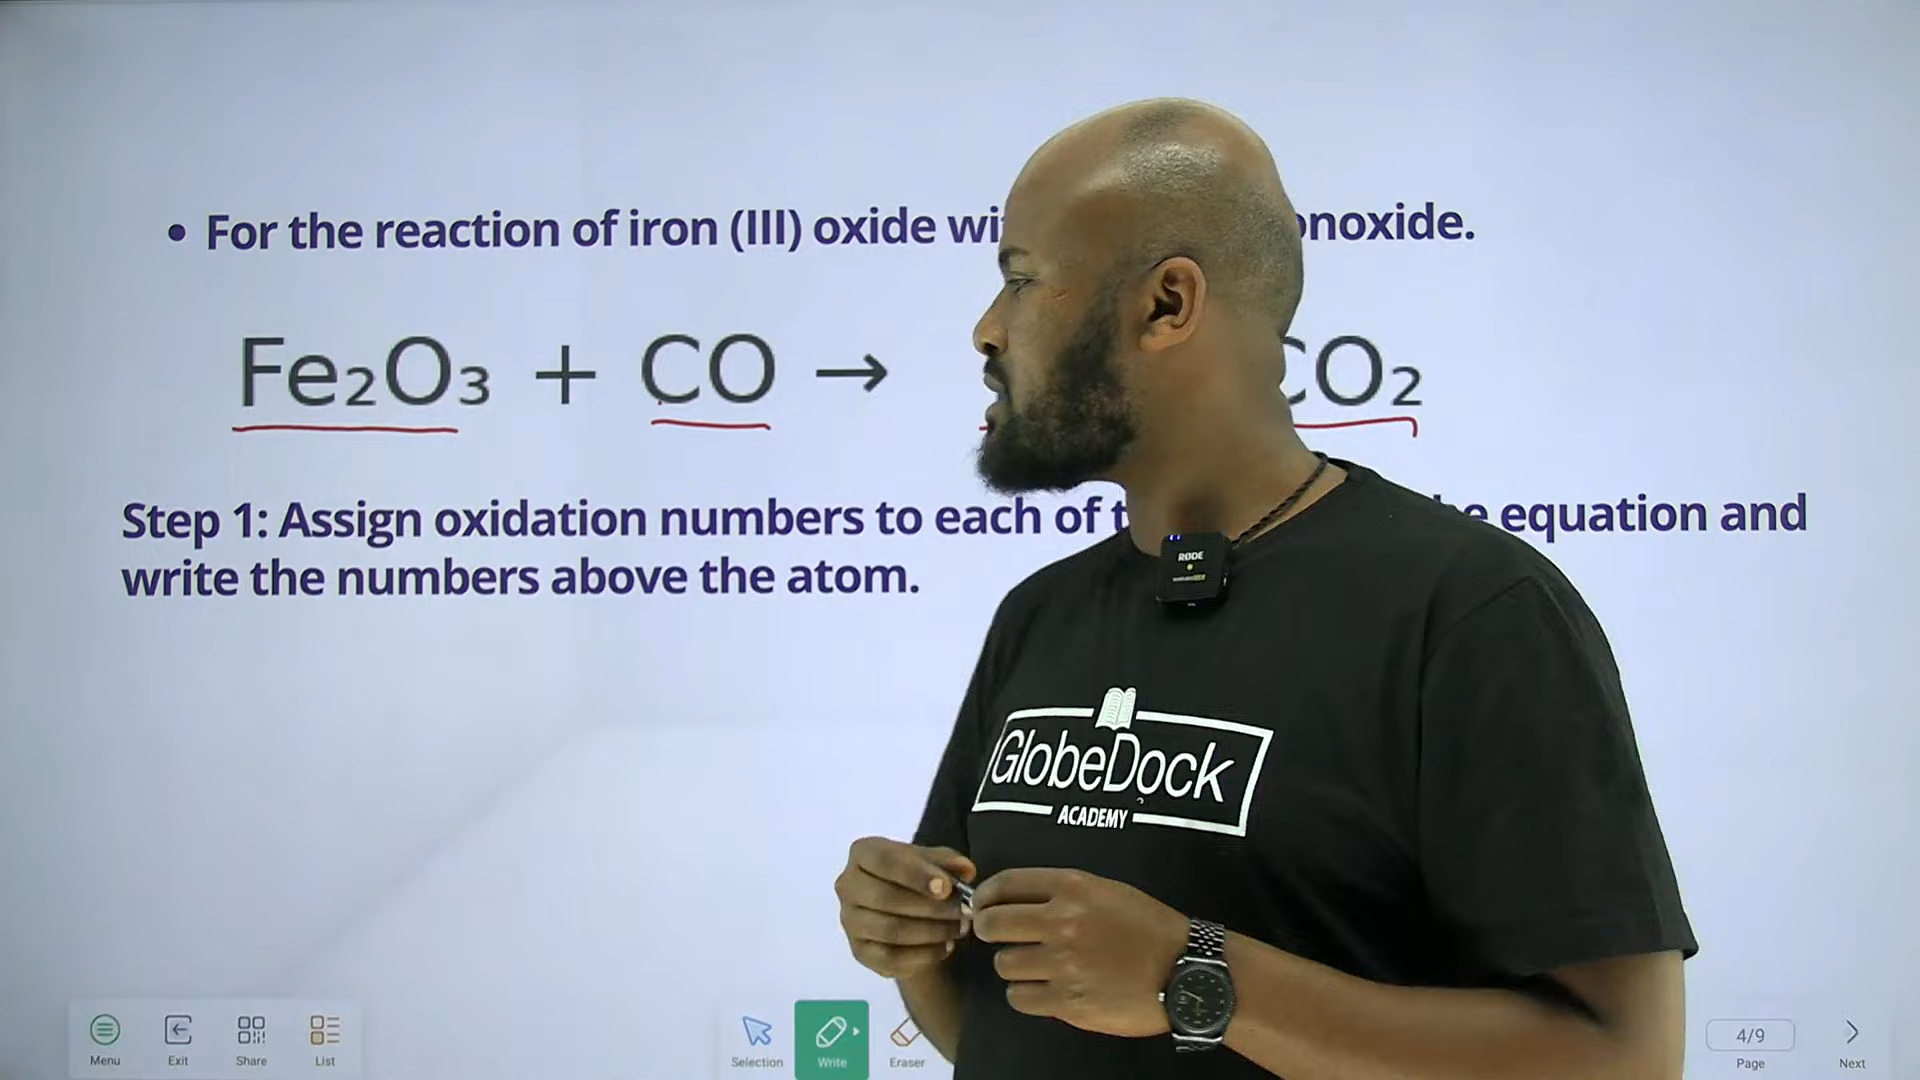 • For the reaction of iron (III) oxide wi onoxide.
Fe₂O₃ + CO → CO₂
Step 1: Assign oxidation numbers to each of t e equation and
write the numbers above the atom.
RØDE
GlobeDock
ACADEMY
Menu
Exit
Share
List
Selection
Write
Eraser
4/9
Page
Next